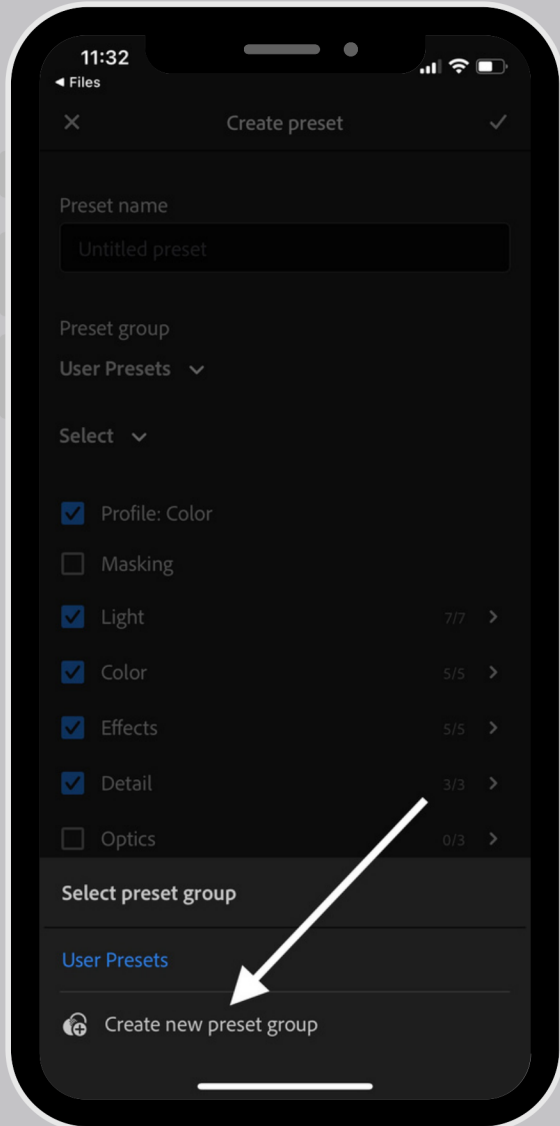 11:32
◀ Files
Create preset
Preset name
Untitled preset
Preset group
User Presets
Select
Profile: Color
Masking
Light 7/7
Color 5/5
Effects 5/5
Detail 3/3
Optics 0/3
Select preset group
User Presets
Create new preset group